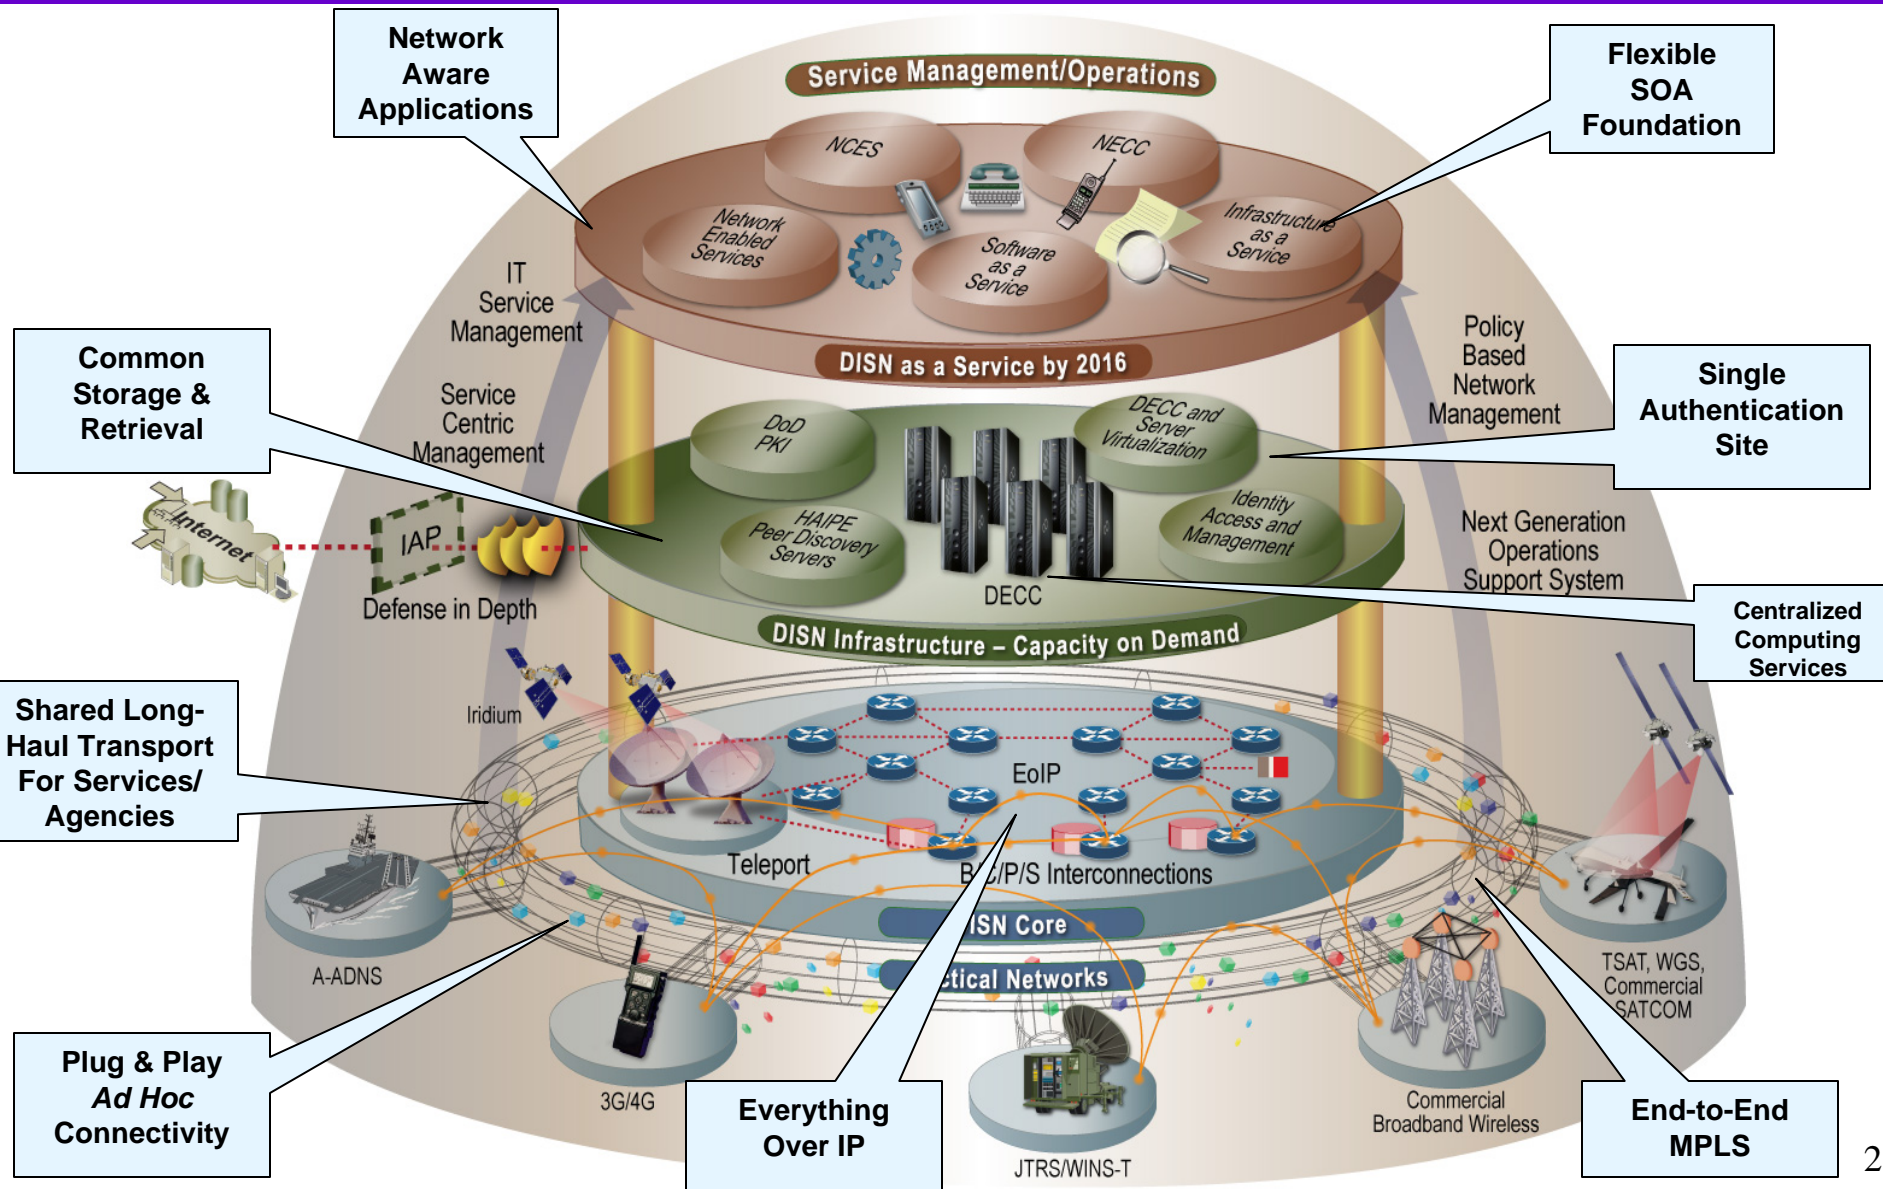 Network
Aware
Applications
Service Management/Operations
Flexible
SOA
Foundation
NCES
NECC
Network
Enabled
Services
Software
as a
Service
Infrastructure
as a
Service
IT
Service
Management
Policy
Based
Network
Management
DISN as a Service by 2016
Common
Storage &
Retrieval
Single
Authentication
Site
Service
Centric
Management
DoD
PKI
DECC and
Server
Virtualization
Internet
IAP
HAIPE
Peer Discovery
Servers
Identity
Access and
Management
DECC
Next Generation
Operations
Support System
Defense in Depth
DISN Infrastructure – Capacity on Demand
Centralized
Computing
Services
Shared Long-
Haul Transport
For Services/
Agencies
Iridium
EoIP
Teleport
B/C/P/S Interconnections
ISN Core
ctical Networks
A-ADNS
3G/4G
JTRS/WINS-T
Commercial
Broadband Wireless
TSAT, WGS,
Commercial
SATCOM
Plug & Play
Ad Hoc
Connectivity
Everything
Over IP
End-to-End
MPLS
2